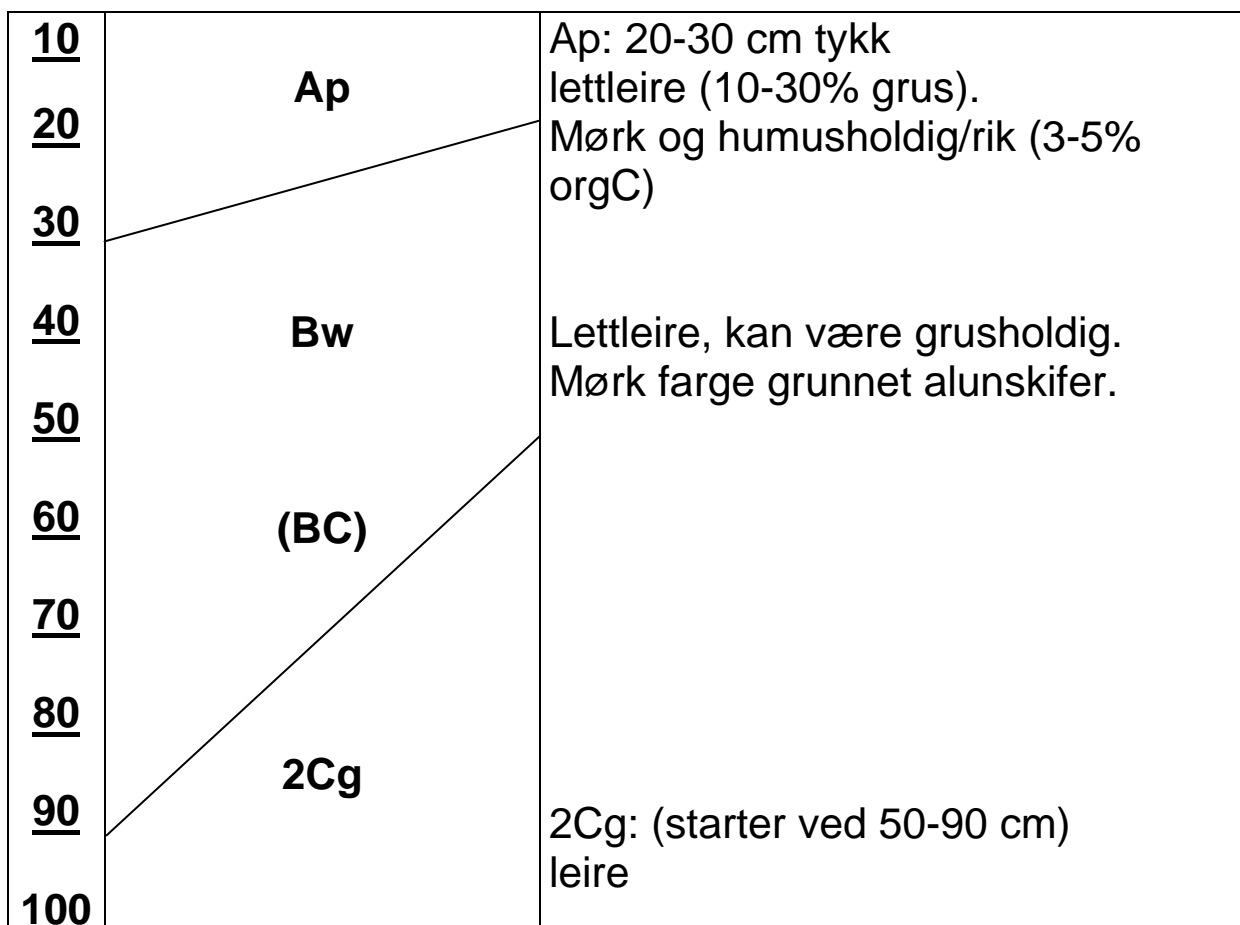 10
Ap
20
30
40
Bw
50
60
(BC)
70
80
2Cg
90
100
Ap: 20-30 cm tykk
lettleire (10-30% grus).
Mørk og humusholdig/rik (3-5%
orgC)
Lettleire, kan være grusholdig.
Mørk farge grunnet alunskifer.
2Cg: (starter ved 50-90 cm)
leire